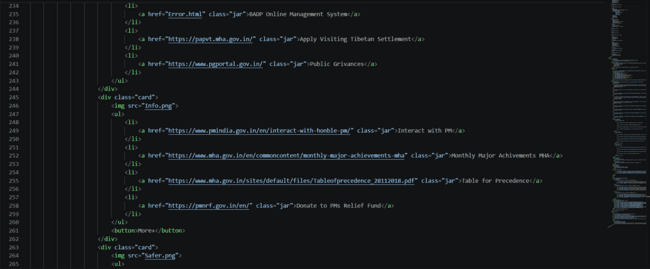 234 <li>
235 <a href="Error.html" class="jar">BADP Online Management System</a>
236 </li>
237 <li>
238 <a href="https://papvt.mha.gov.in/" class="jar">Apply Visiting Tibetan Settlement</a>
239 </li>
240 <li>
241 <a href="https://www.pgportal.gov.in/" class="jar">Public Grivances</a>
242 </li>
243 </ul>
244 </div>
245 <div class="card">
246 <img src="Info.png">
247 <ul>
248 <li>
249 <a href="https://www.pmindia.gov.in/en/interact-with-honble-pm/" class="jar">Interact with PM</a>
250 </li>
251 <li>
252 <a href="https://www.mha.gov.in/en/commoncontent/monthly-major-achievements-mha" class="jar">Monthly Major Achivements MHA</a>
253 </li>
254 <li>
255 <a href="https://www.mha.gov.in/sites/default/files/Tableofprecedence_20112018.pdf" class="jar">Table for Precedence</a>
256 </li>
257 <li>
258 <a href="https://pmnrf.gov.in/en/" class="jar">Donate to PMs Relief Fund</a>
259 </li>
260 </ul>
261 <button>More+</button>
262 </div>
263 <div class="card">
264 <img src="Safer.png">
265 <ul>